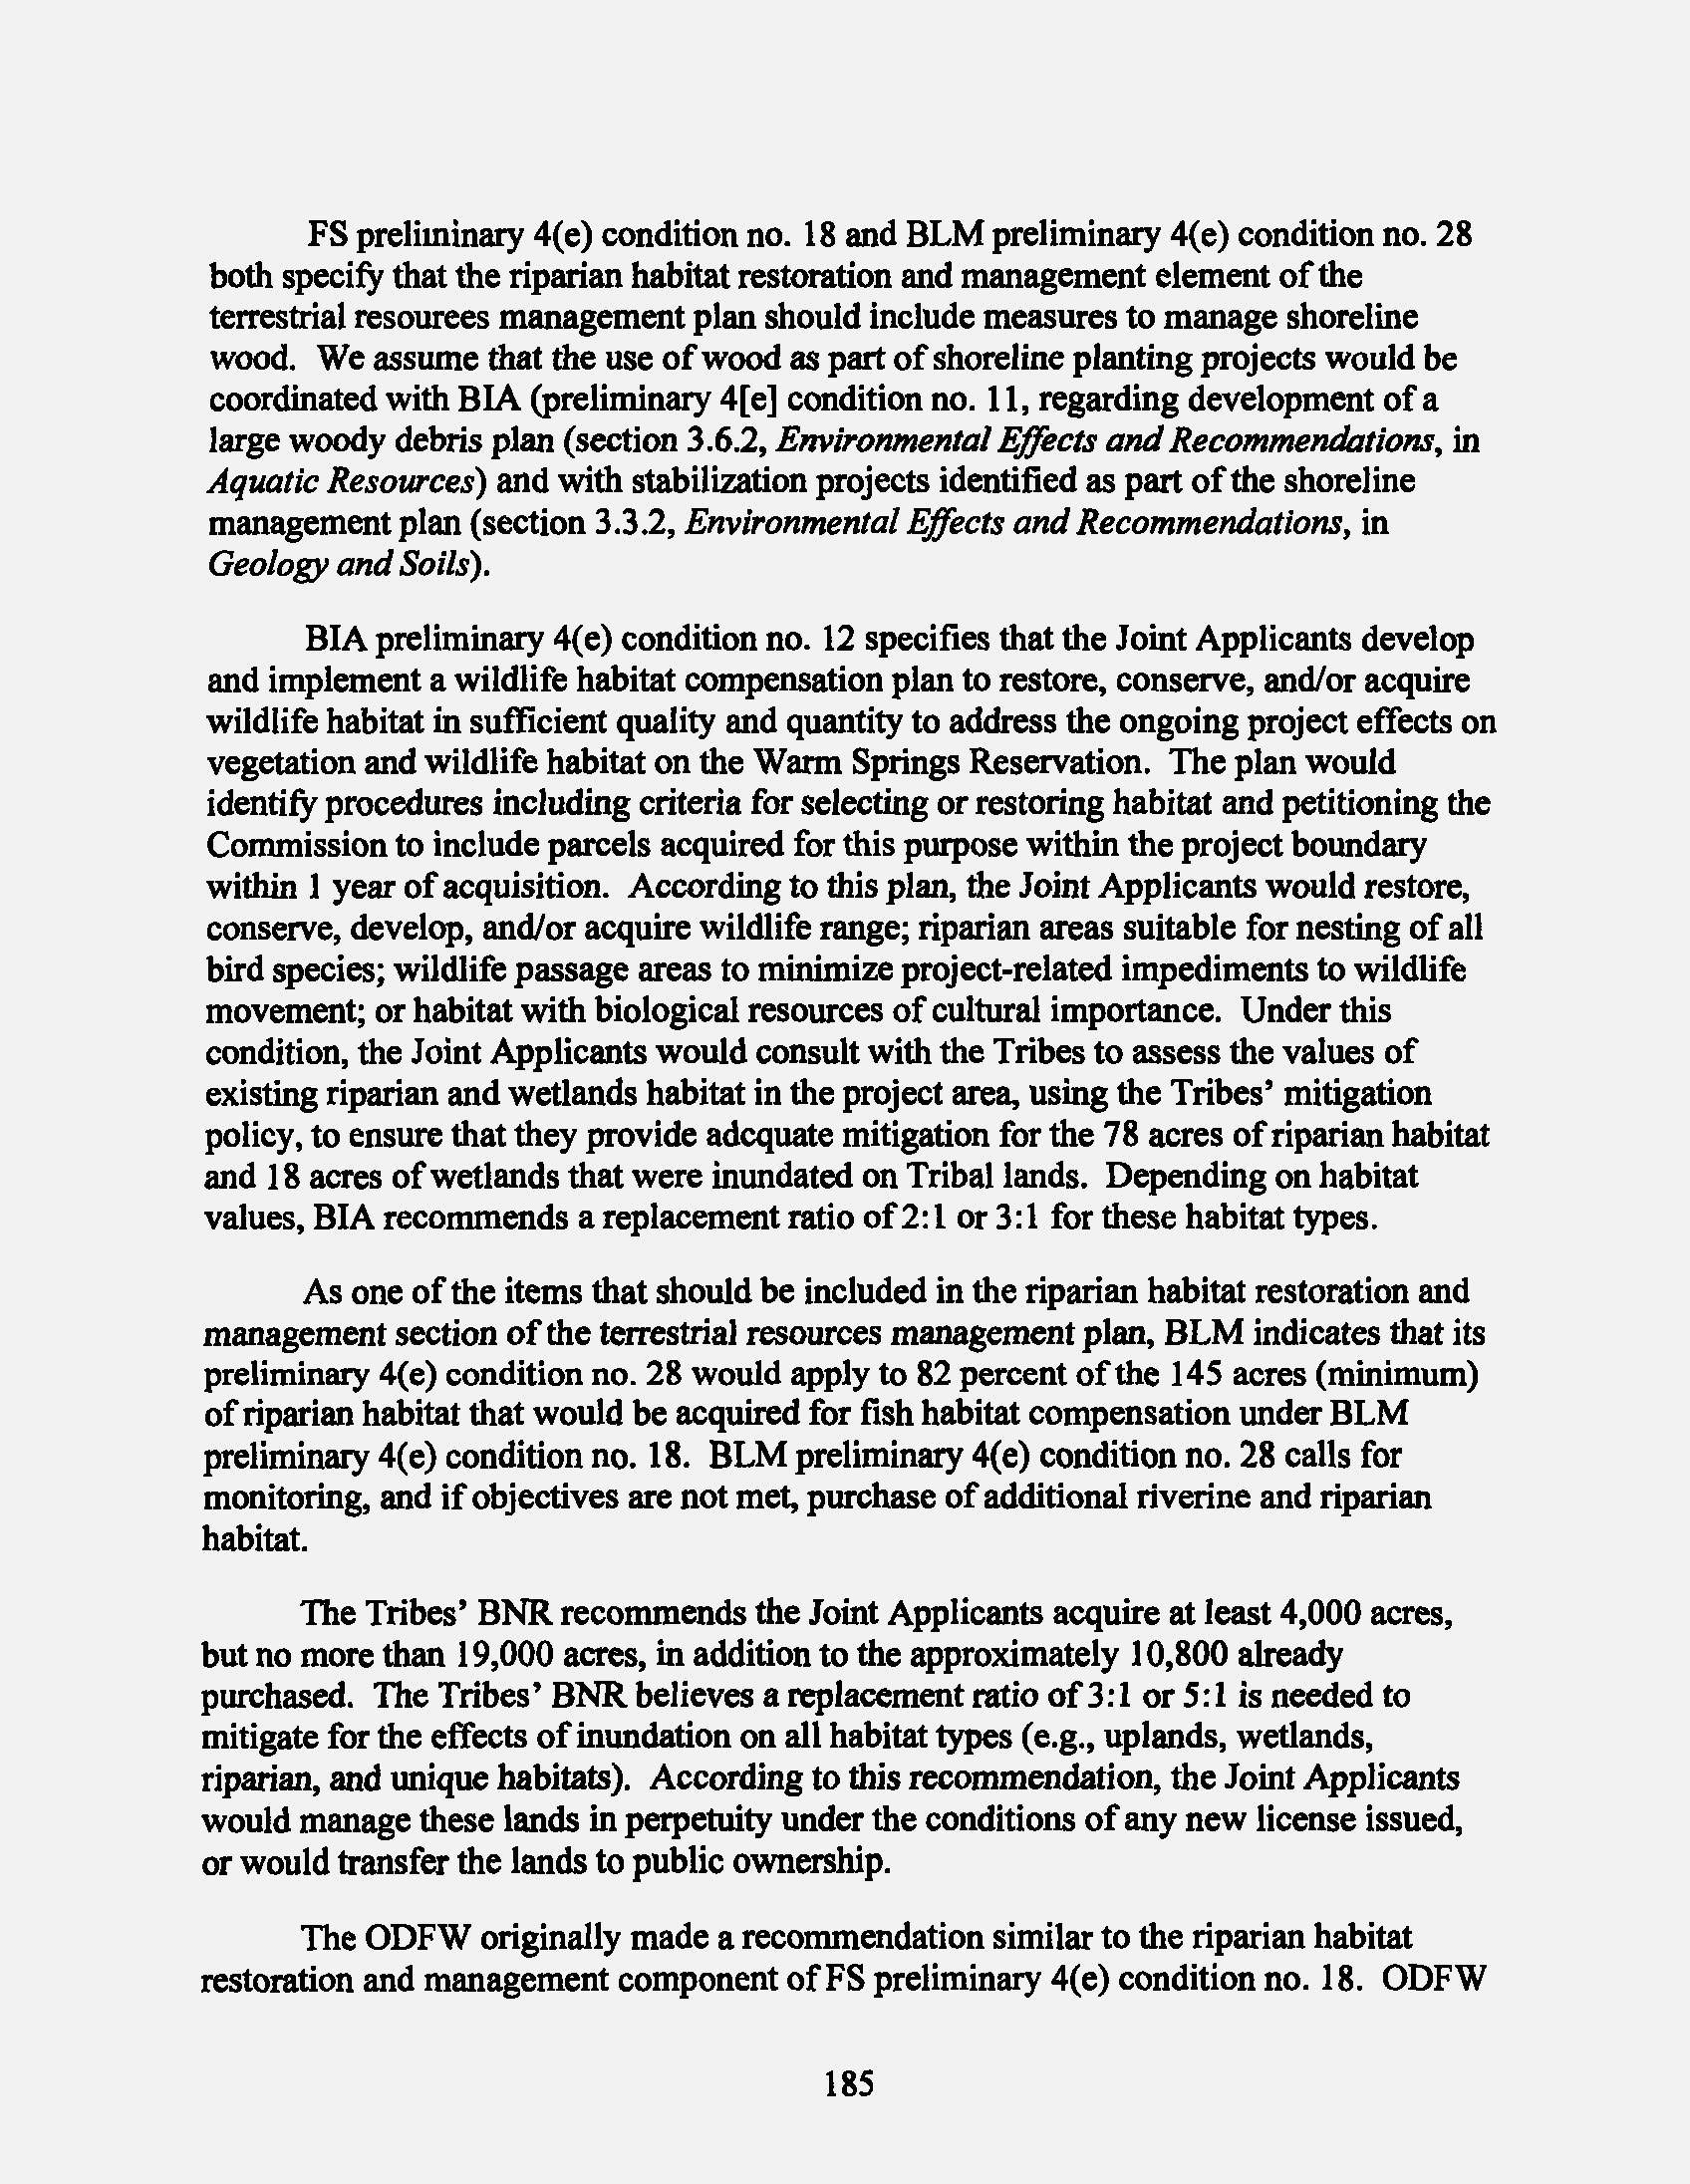 FS preliminary 4(e) condition no. 18 and BLM preliminary 4(e) condition no. 28
both specify that the riparian habitat restoration and management element of the
terrestrial resourees management plan should include measures to manage shoreline
wood. We assume that the use of wood as part of shoreline planting projects would be
coordinated with BIA (preliminary 4[e] condition no. 11, regarding development of a
large woody debris plan (section 3.6.2, Environmental Effects and Recommendations, in
Aquatic Resources) and with stabilization projects identified as part of the shoreline
management plan (section 3.3.2, Environmental Effects and Recommendations, in
Geology and Soils).
BIA preliminary 4(e) condition no. 12 specifies that the Joint Applicants develop
and implement a wildlife habitat compensation plan to restore, conserve, and/or acquire
wildlife habitat in sufficient quality and quantity to address the ongoing project effects on
vegetation and wildlife habitat on the Warm Springs Reservation. The plan would
identify procedures including criteria for selecting or restoring habitat and petitioning the
Commission to include parcels acquired for this purpose within the project boundary
within 1 year of acquisition. According to this plan, the Joint Applicants would restore,
conserve, develop, and/or acquire wildlife range; riparian areas suitable for nesting of all
bird species; wildlife passage areas to minimize project-related impediments to wildlife
movement; or habitat with biological resources of cultural importance. Under this
condition, the Joint Applicants would consult with the Tribes to assess the values of
existing riparian and wetlands habitat in the project area, using the Tribes’ mitigation
policy, to ensure that they provide adcquate mitigation for the 78 acres of riparian habitat
and 18 acres of wetlands that were inundated on Tribal lands. Depending on habitat
values, BIA recommends a replacement ratio of 2:1 or 3:1 for these habitat types.
As one of the items that should be included in the riparian habitat restoration and
management section of the terrestrial resources management plan, BLM indicates that its
preliminary 4(e) condition no. 28 would apply to 82 percent of the 145 acres (minimum)
of riparian habitat that would be acquired for fish habitat compensation under BLM
preliminary 4(e) condition no. 18. BLM preliminary 4(e) condition no. 28 calls for
monitoring, and if objectives are not met, purchase of additional riverine and riparian
habitat.
The Tribes’ BNR recommends the Joint Applicants acquire at least 4,000 acres,
but no more than 19,000 acres, in addition to the approximately 10,800 already
purchased. The Tribes’ BNR believes a replacement ratio of 3:1 or 5:1 is needed to
mitigate for the effects of inundation on all habitat types (e.g., uplands, wetlands,
riparian, and unique habitats). According to this recommendation, the Joint Applicants
would manage these lands in perpetuity under the conditions of any new license issued,
or would transfer the lands to public ownership.
The ODFW originally made a recommendation similar to the riparian habitat
restoration and management component of FS preliminary 4(e) condition no. 18. ODFW
185